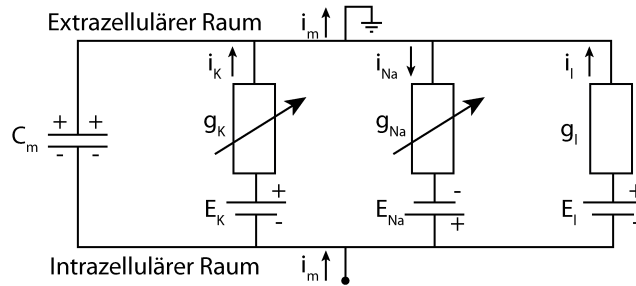 Extrazellulärer Raum
i_m
i_K
i_Na
i_l
C_m
+ +
- -
g_K
g_Na
g_l
E_K
+
-
E_Na
-
+
E_l
+
-
Intrazellulärer Raum
i_m